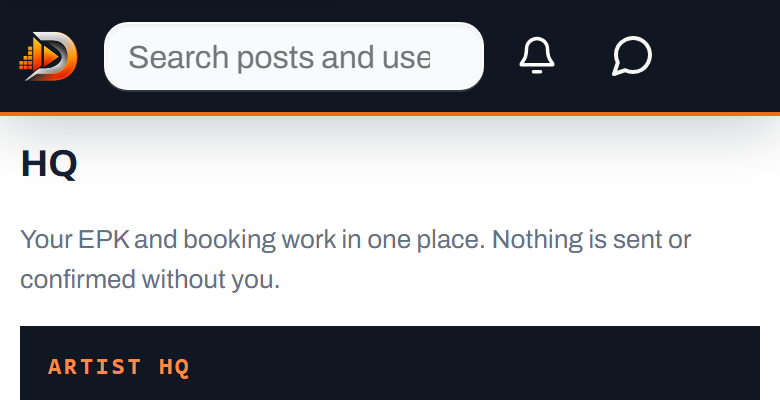 Search posts and use
HQ
Your EPK and booking work in one place. Nothing is sent or
confirmed without you.
ARTIST HQ